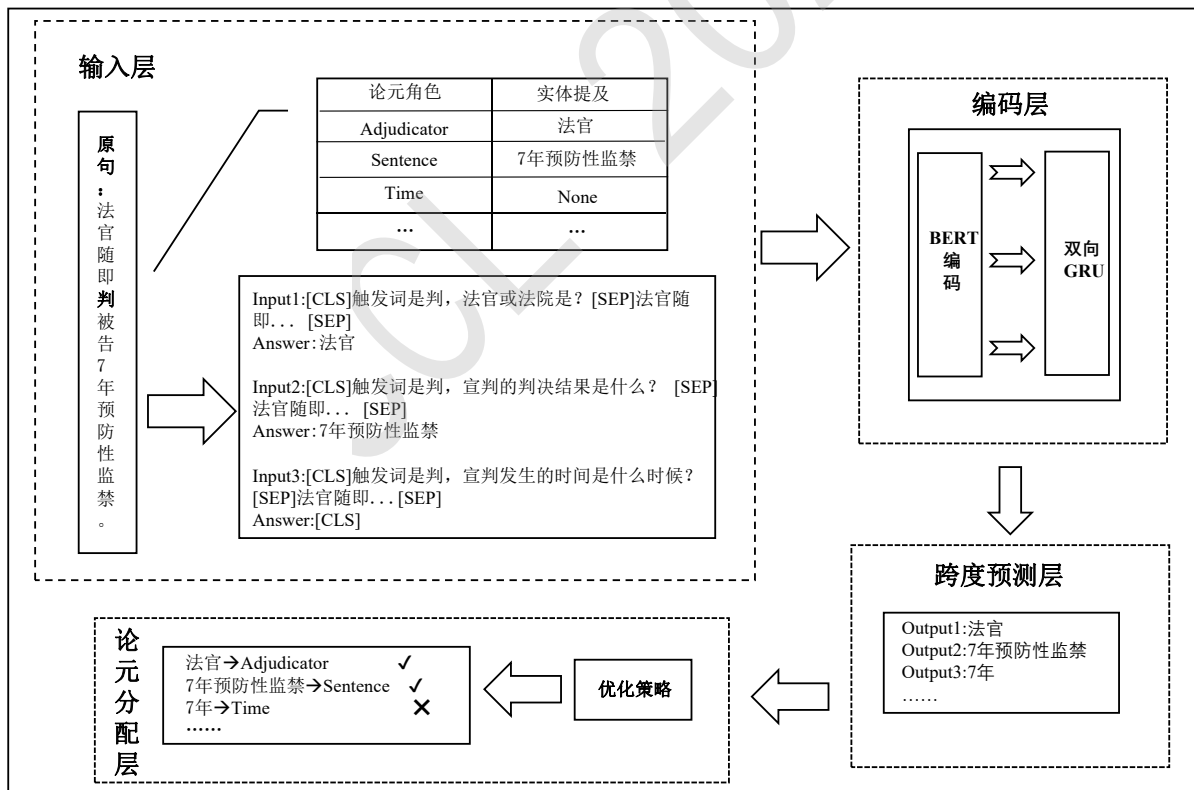 输入层
原句：法官随即判被告7年预防性监禁。
论元角色 实体提及
Adjudicator 法官
Sentence 7年预防性监禁
Time None
... ...
Input1:[CLS]触发词是判，法官或法院是？[SEP]法官随
即... [SEP]
Answer:法官
Input2:[CLS]触发词是判，宣判的判决结果是什么？ [SEP]
法官随即... [SEP]
Answer:7年预防性监禁
Input3:[CLS]触发词是判，宣判发生的时间是什么时候？
[SEP]法官随即...[SEP]
Answer:[CLS]
编码层
BERT
编
码
双向
GRU
跨度预测层
Output1:法官
Output2:7年预防性监禁
Output3:7年
......
优化策略
论元分配层
法官→Adjudicator ✓
7年预防性监禁→Sentence ✓
7年→Time ✕
......